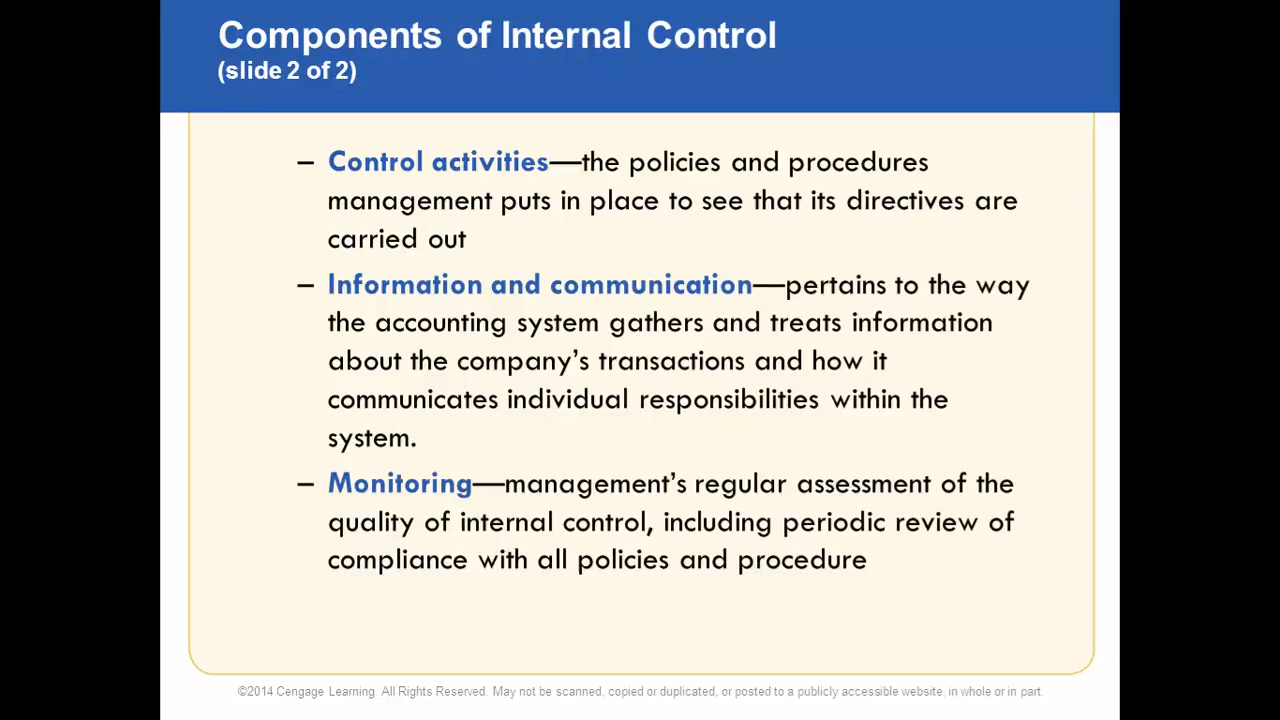 Components of Internal Control
(slide 2 of 2)
– Control activities—the policies and procedures
management puts in place to see that its directives are
carried out
– Information and communication—pertains to the way
the accounting system gathers and treats information
about the company’s transactions and how it
communicates individual responsibilities within the
system.
– Monitoring—management’s regular assessment of the
quality of internal control, including periodic review of
compliance with all policies and procedure
©2014 Cengage Learning. All Rights Reserved. May not be scanned, copied or duplicated, or posted to a publicly accessible website, in whole or in part.